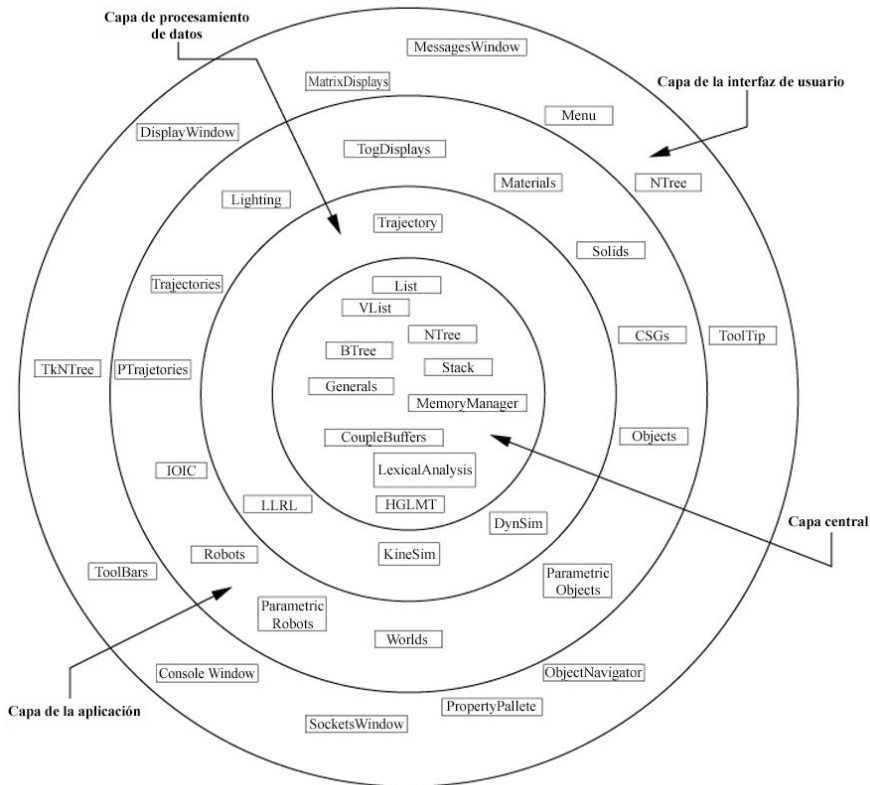 Capa de procesamiento
de datos
MessagesWindow
MatrixDisplays
Capa de la interfaz de usuario
Menu
DisplayWindow
TogDisplays
Materials
NTree
Lighting
Trajectory
Solids
Trajectories
List
VList
NTree
CSGs
ToolTip
BTree
Stack
TkNTree
PTrajetories
Generals
MemoryManager
CoupleBuffers
Objects
IOIC
LexicalAnalysis
LLRL
HGLMT
DynSim
Capa central
Robots
KineSim
ToolBars
Parametric
Objects
Parametric
Robots
Worlds
Console Window
ObjectNavigator
Capa de la aplicación
PropertyPallete
SocketsWindow